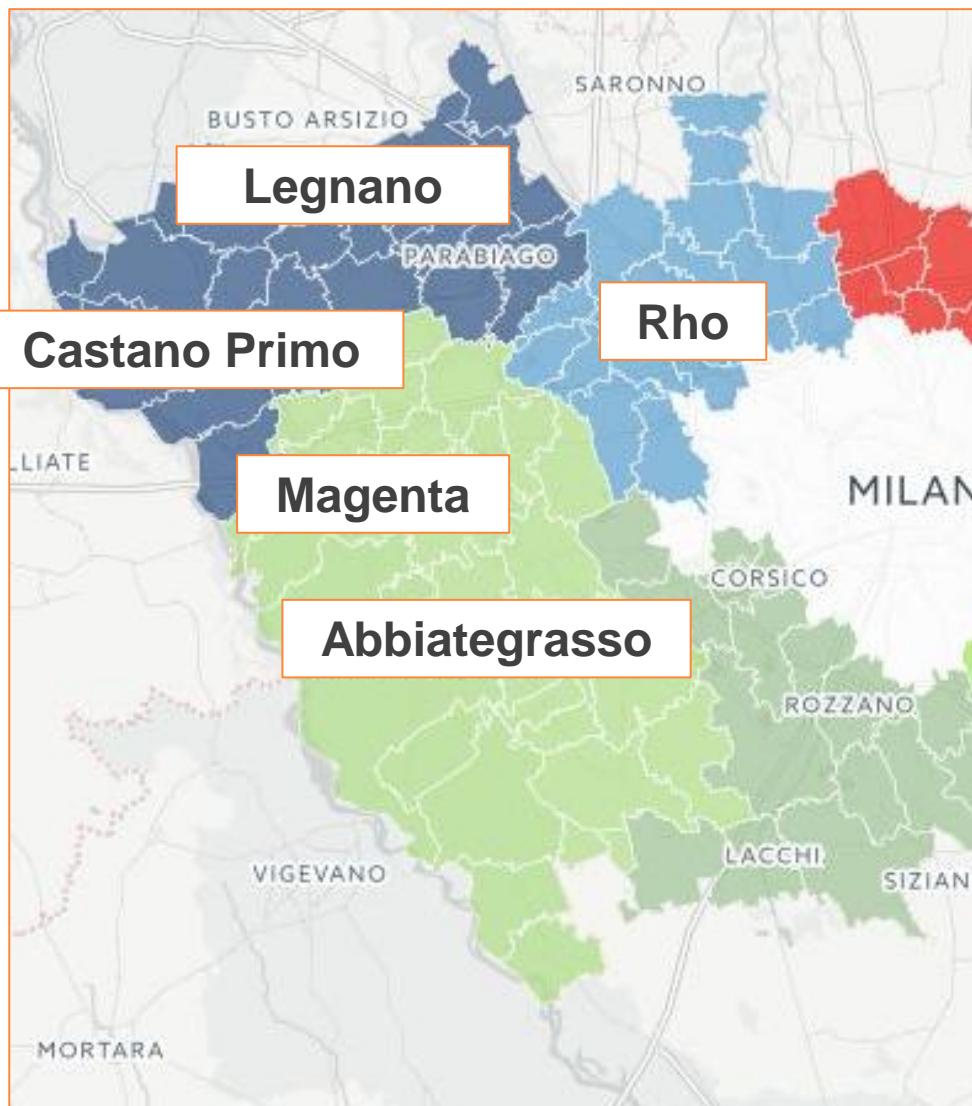 SARONNO
BUSTO ARSIZIO
Legnano
PARABIAGO
Rho
Castano Primo
LLIATE
Magenta
MILAN
CORSICO
Abbiategrasso
ROZZANO
LACCHI
VIGEVANO
SIZIAN
MORTARA